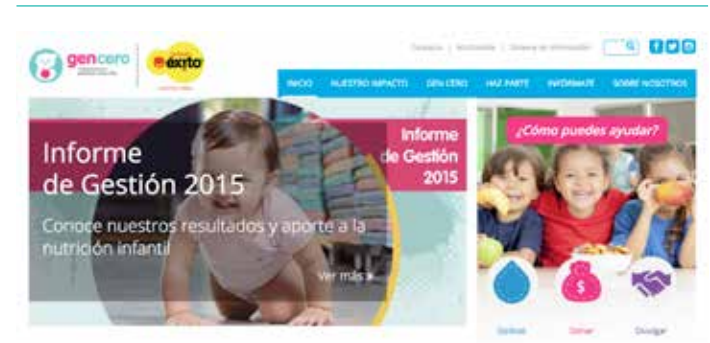 gencero
éxito
INICIO NUESTRO IMPACTO GEN CERO HAZ PARTE INFÓRMATE SOBRE NOSOTROS
Informe
de Gestión
2015
Informe
de Gestión 2015
Conoce nuestros resultados y aporte a la
nutrición infantil
Ver más
¿Cómo puedes ayudar?
$
Donar Divulgar